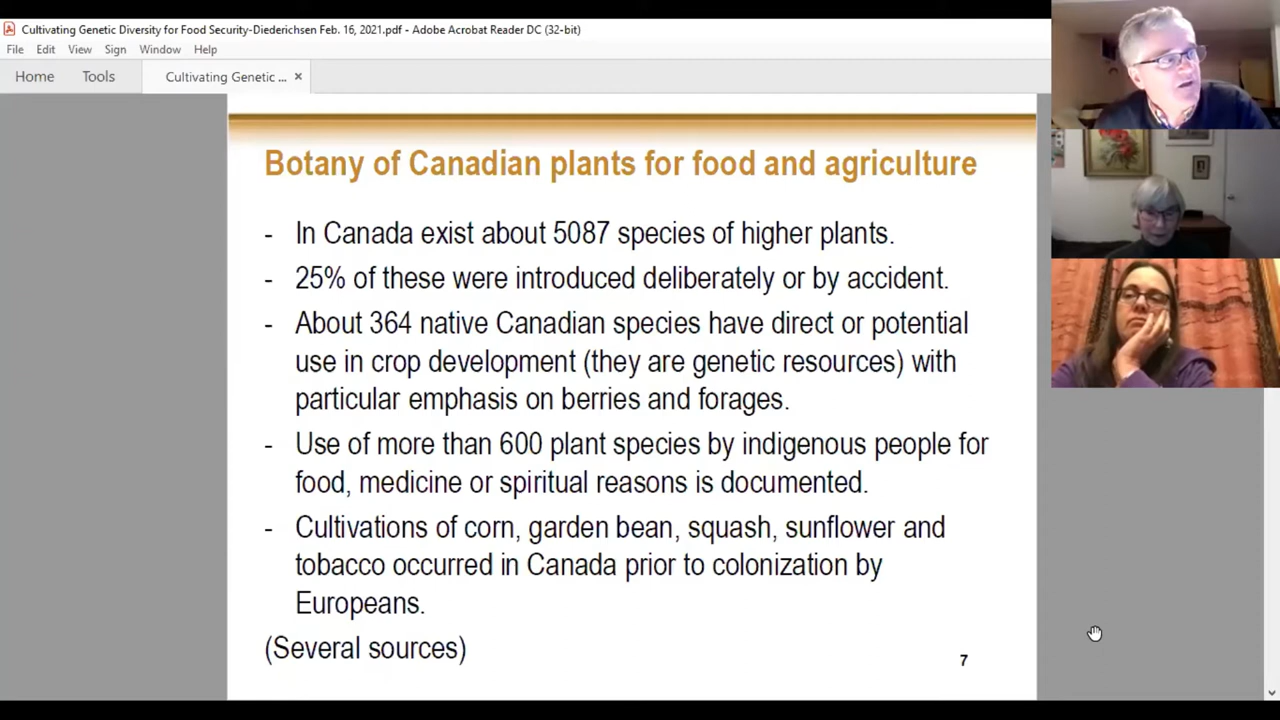 Cultivating Genetic Diversity for Food Security-Diederichsen Feb. 16, 2021.pdf - Adobe Acrobat Reader DC (32-bit)
File Edit View Sign Window Help
Home Tools Cultivating Genetic ... ×
Botany of Canadian plants for food and agriculture
- In Canada exist about 5087 species of higher plants.
- 25% of these were introduced deliberately or by accident.
- About 364 native Canadian species have direct or potential
use in crop development (they are genetic resources) with
particular emphasis on berries and forages.
- Use of more than 600 plant species by indigenous people for
food, medicine or spiritual reasons is documented.
- Cultivations of corn, garden bean, squash, sunflower and
tobacco occurred in Canada prior to colonization by
Europeans.
(Several sources)
7